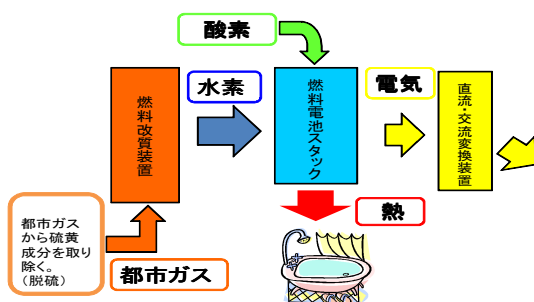 酸素
水素
電気
燃料改質装置
燃料電池スタック
直流・交流変換装置
熱
都市ガス
から硫黄
成分を取り
除く。
(脱硫)
都市ガス